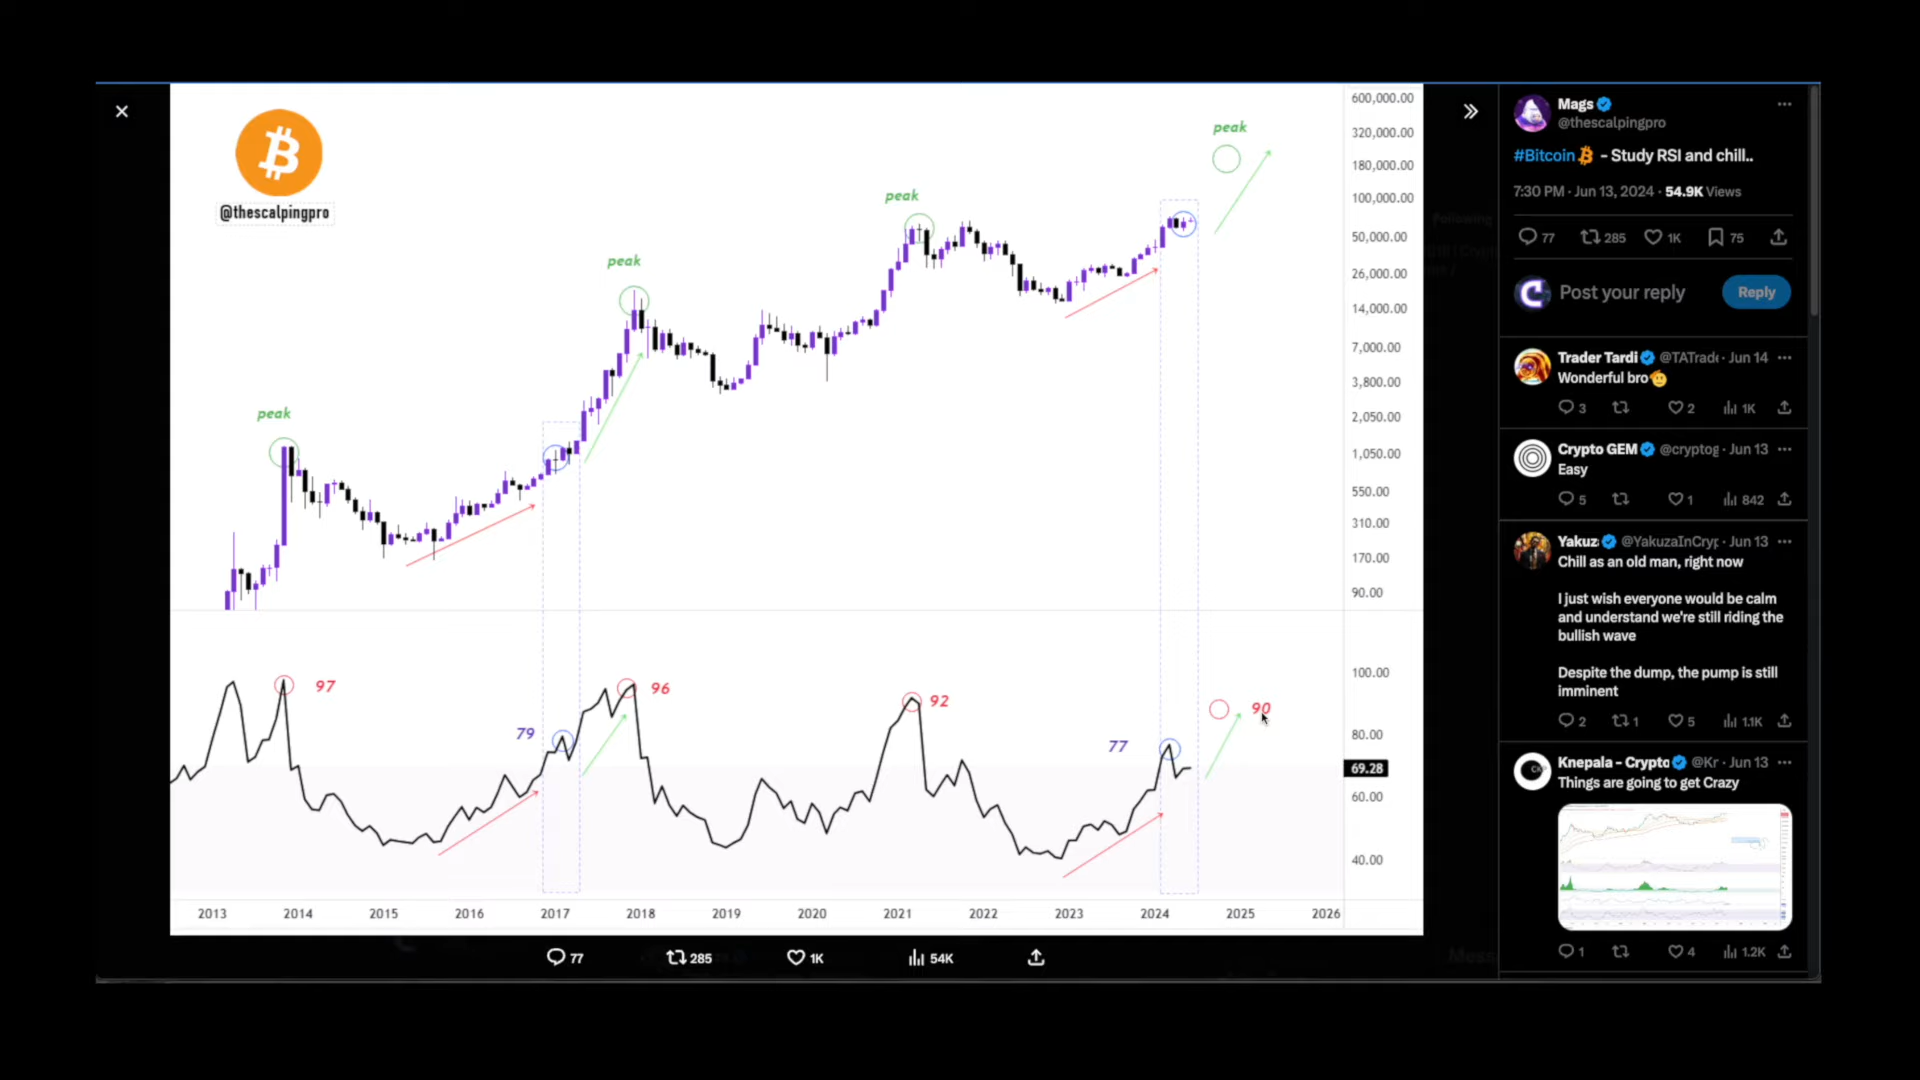 @thescalpingpro
peak
peak
peak
peak
600,000.00
320,000.00
180,000.00
100,000.00
50,000.00
26,000.00
14,000.00
7,000.00
3,800.00
2,050.00
1,050.00
550.00
310.00
170.00
90.00
97
79
96
92
77
90
100.00
80.00
69.28
60.00
40.00
2013 2014 2015 2016 2017 2018 2019 2020 2021 2022 2023 2024 2025 2026
77 285 1K 54K
Mags
@thescalpingpro
#Bitcoin - Study RSI and chill..
7:30 PM · Jun 13, 2024 · 54.9K Views
77 285 1K 75
Post your reply
Reply
Trader Tardi @TATrad · Jun 14
Wonderful bro
3 2 1K
Crypto GEM @cryptog · Jun 13
Easy
5 1 842
Yakuz @YakuzaInCryp · Jun 13
Chill as an old man, right now
I just wish everyone would be calm
and understand we're still riding the
bullish wave
Despite the dump, the pump is still
imminent
2 1 5 1.1K
Knepala - Crypto @Kr · Jun 13
Things are going to get Crazy
1 4 1.2K